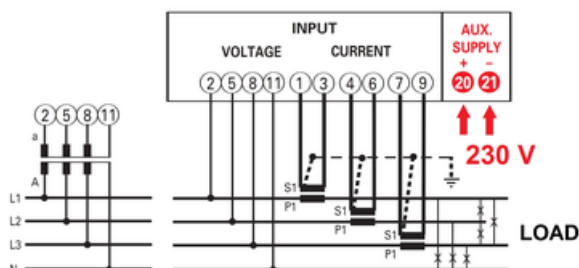 INPUT
VOLTAGE CURRENT
AUX.
SUPPLY
+ −
2 5 8 11 1 3 4 6 7 9 20 21
230 V
2 5 8 11
a
A
S1
P1
S1
P1
S1
P1
L1
L2
L3
N
LOAD